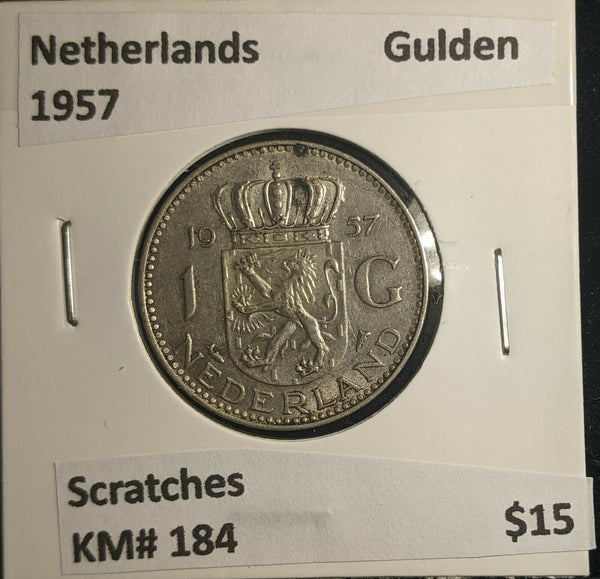 Netherlands Gulden
1957
19 57
1 G
NEDERLAND
Scratches
KM# 184 $15